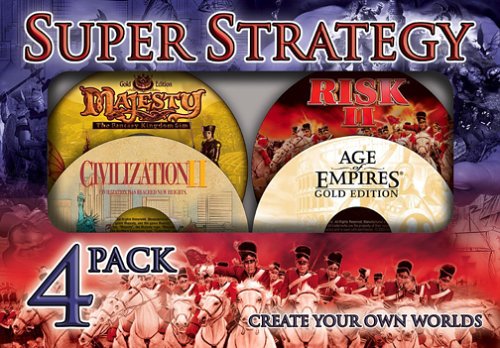 SUPER STRATEGY
Gold Edition
MAJESTY
The Fantasy Kingdom Sim
RISK
II
CIVILIZATION II
CIVILIZATION HAS REACHED NEW HEIGHTS.
AGE
OF
EMPIRES
GOLD EDITION
4 PACK
CREATE YOUR OWN WORLDS